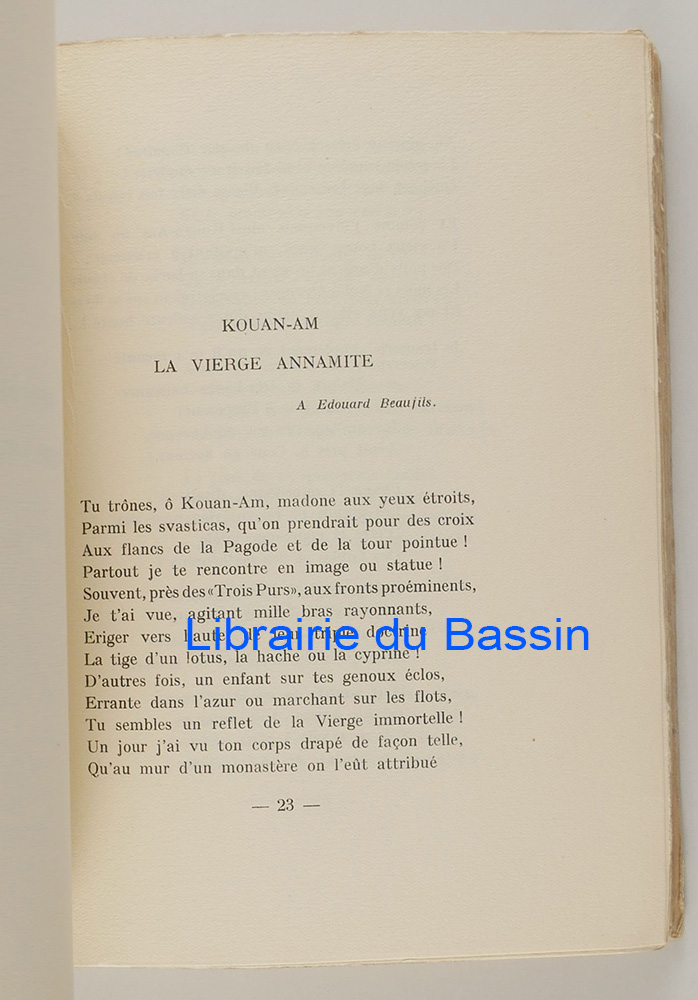 KOUAN-AM
LA VIERGE ANNAMITE
A Edouard Beaufils.
Tu trônes, ô Kouan-Am, madone aux yeux étroits,
Parmi les svasticas, qu'on prendrait pour des croix
Aux flancs de la Pagode et de la tour pointue !
Partout je te rencontre en image ou statue !
Souvent, près des «Trois Purs», aux fronts proéminents,
Je t'ai vue, agitant mille bras rayonnants,
Eriger vers l'autel de leur triple doctrine
La tige d'un lotus, la hache ou la cyprine !
D'autres fois, un enfant sur tes genoux éclos,
Errante dans l'azur ou marchant sur les flots,
Tu sembles un reflet de la Vierge immortelle !
Un jour j'ai vu ton corps drapé de façon telle,
Qu'au mur d'un monastère on l'eût attribué
— 23 —
Librairie du Bassin